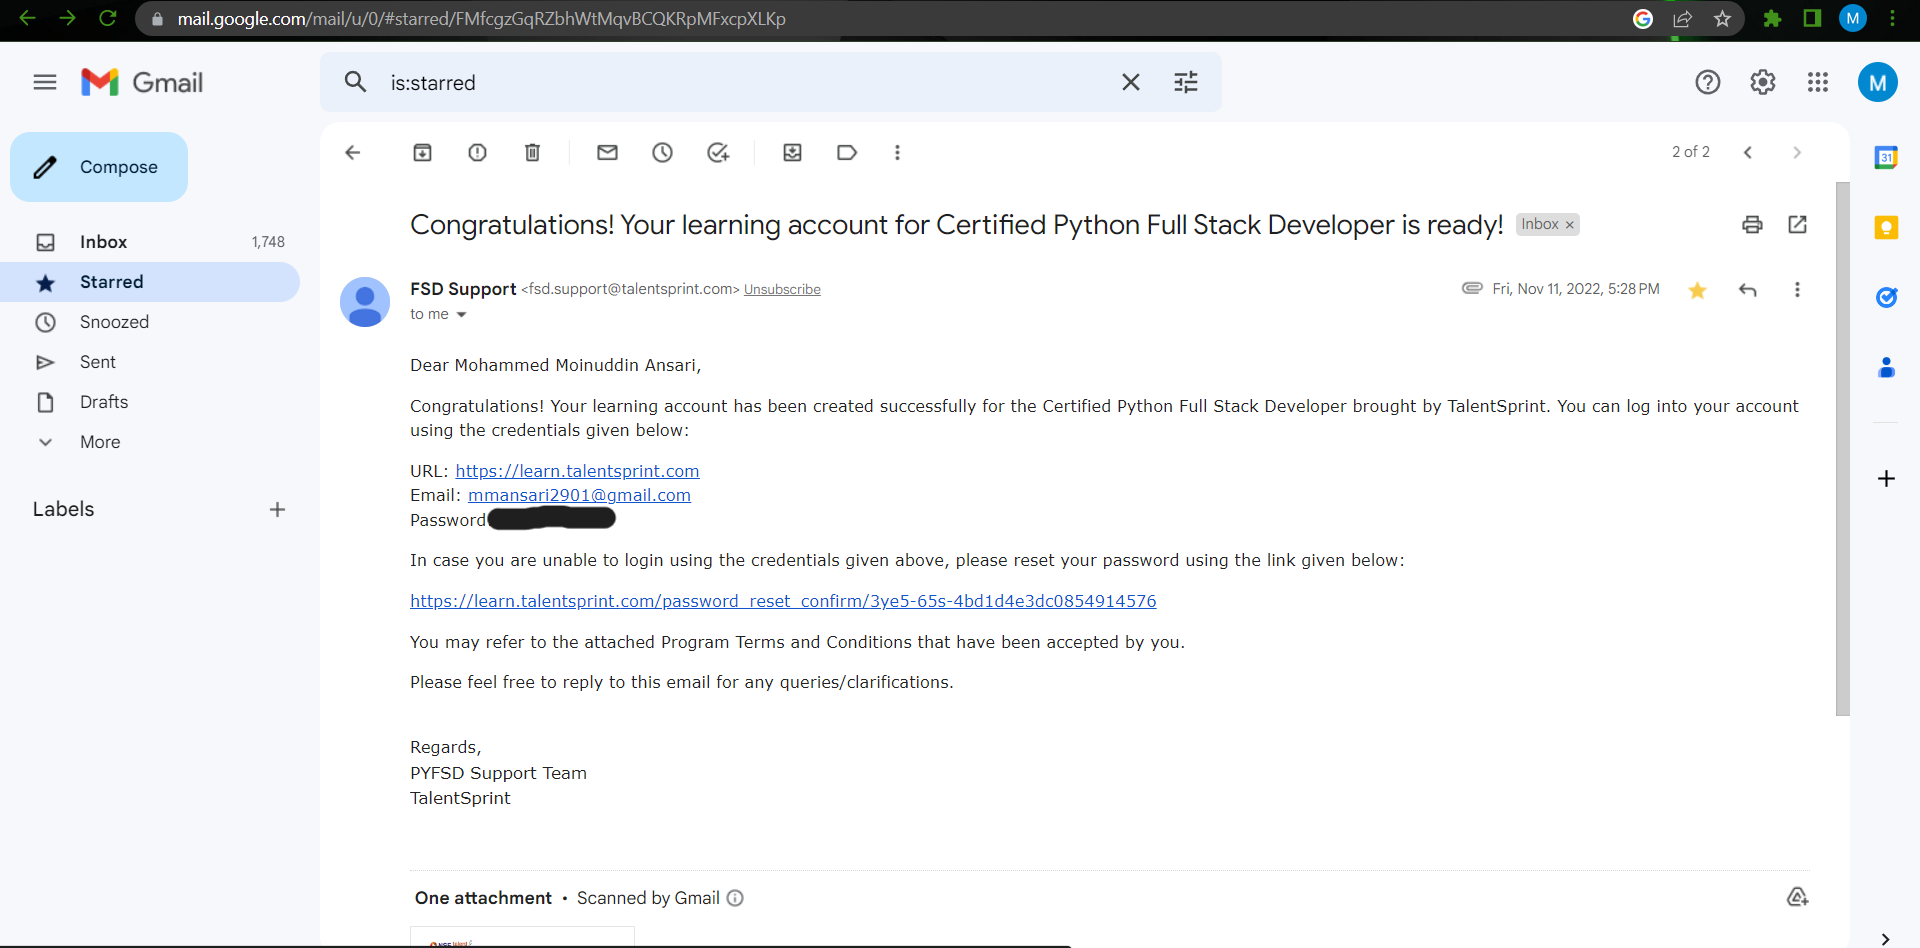 mail.google.com/mail/u/0/#starred/FMfcgzGqRZbhWtMqvBCQKRpMFxcpXLKp
M
Gmail
is:starred
M
Compose
2 of 2
31
Congratulations! Your learning account for Certified Python Full Stack Developer is ready!
Inbox ×
Inbox 1,748
Starred
Snoozed
Sent
Drafts
More
Labels
FSD Support <fsd.support@talentsprint.com> Unsubscribe
Fri, Nov 11, 2022, 5:28 PM
to me
Dear Mohammed Moinuddin Ansari,
Congratulations! Your learning account has been created successfully for the Certified Python Full Stack Developer brought by TalentSprint. You can log into your account
using the credentials given below:
URL: https://learn.talentsprint.com
Email: mmansari2901@gmail.com
Password
In case you are unable to login using the credentials given above, please reset your password using the link given below:
https://learn.talentsprint.com/password_reset_confirm/3ye5-65s-4bd1d4e3dc0854914576
You may refer to the attached Program Terms and Conditions that have been accepted by you.
Please feel free to reply to this email for any queries/clarifications.
Regards,
PYFSD Support Team
TalentSprint
One attachment • Scanned by Gmail